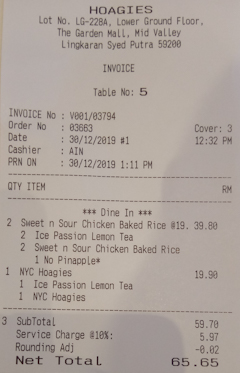 HOAGIES
Lot No. LG-228A, Lower Ground Floor,
The Garden Mall, Mid Valley
Lingkaran Syed Putra 59200
INVOICE
Table No: 5
INVOICE No : V001/03794
Order No : 03663 Cover: 3
Date : 30/12/2019 #1 12:32 PM
Cashier : AIN
PRN ON : 30/12/2019 1:11 PM
QTY ITEM RM
*** Dine In ***
2 Sweet n Sour Chicken Baked Rice @19. 39.80
2 Ice Passion Lemon Tea
2 Sweet n Sour Chicken Baked Rice
1 No Pineapple*
1 NYC Hoagies 19.90
1 Ice Passion Lemon Tea
1 NYC Hoagies
3 SubTotal 59.70
Service Charge @10%: 5.97
Rounding Adj -0.02
Net Total 65.65